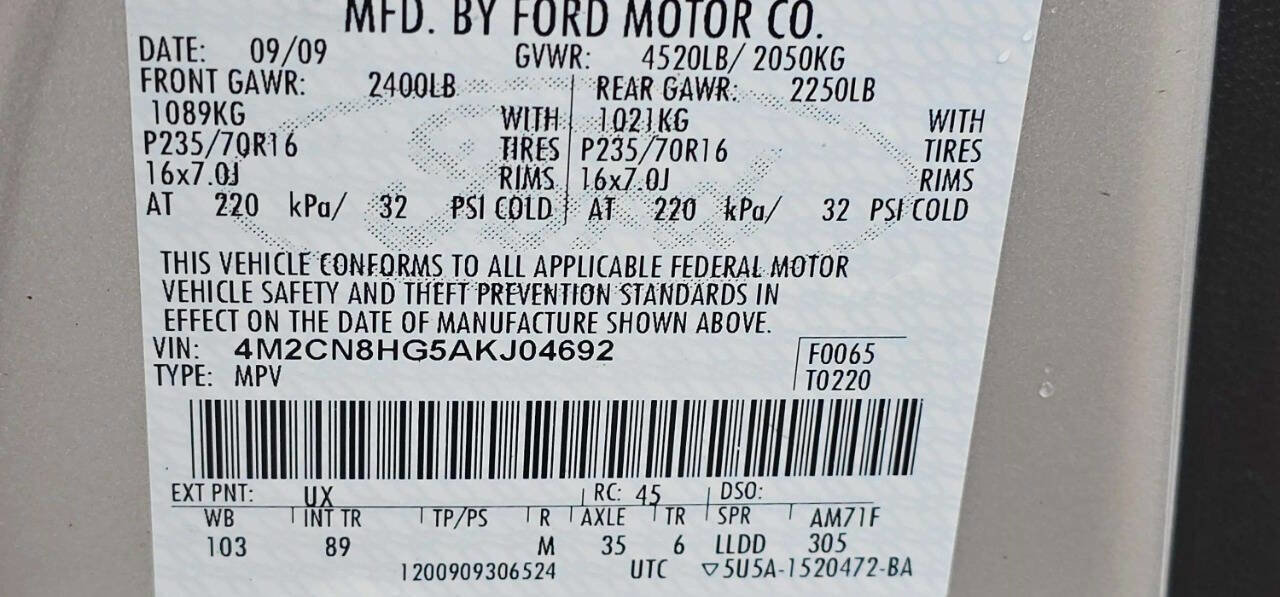 MFD. BY FORD MOTOR CO.
DATE: 09/09 GVWR: 4520LB/ 2050KG
FRONT GAWR: 2400LB REAR GAWR: 2250LB
1089KG WITH 1021KG WITH
P235/70R16 TIRES P235/70R16 TIRES
16x7.0J RIMS 16x7.0J RIMS
AT 220 kPa/ 32 PSI COLD AT 220 kPa/ 32 PSI COLD
THIS VEHICLE CONFORMS TO ALL APPLICABLE FEDERAL MOTOR
VEHICLE SAFETY AND THEFT PREVENTION STANDARDS IN
EFFECT ON THE DATE OF MANUFACTURE SHOWN ABOVE.
VIN: 4M2CN8HG5AKJ04692 F0065
TYPE: MPV T0220
EXT PNT: UX RC: 45 DSO:
WB INT TR TP/PS R AXLE TR SPR AM71F
103 89 M 35 6 LLDD 305
1200909306524 UTC ▽5U5A-1520472-BA